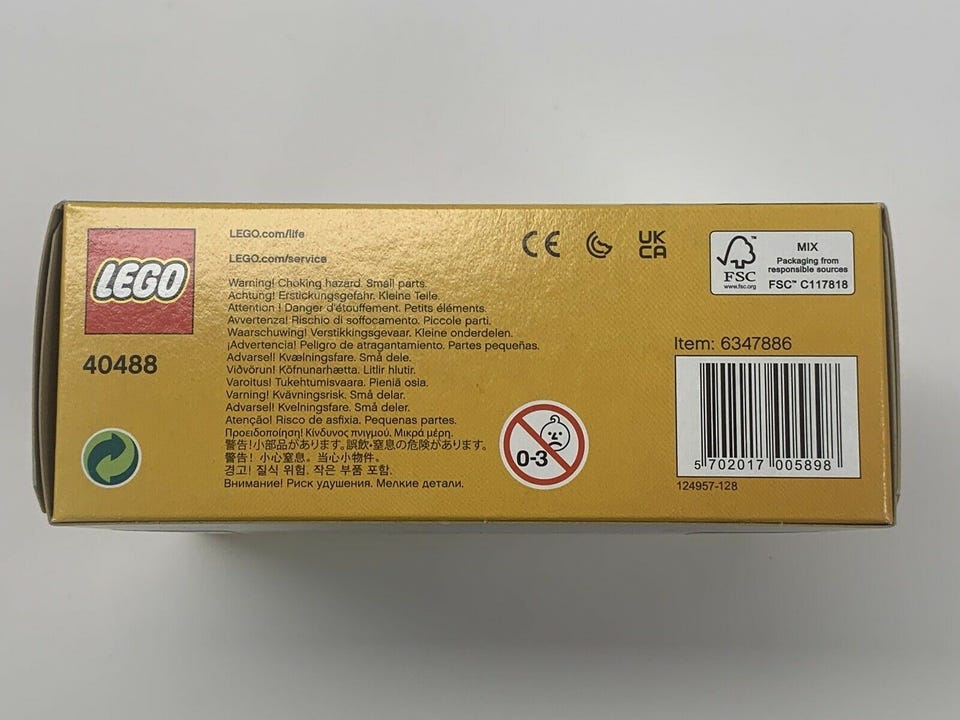 LEGO
40488
LEGO.com/life
LEGO.com/service
Warning! Choking hazard. Small parts.
Achtung! Erstickungsgefahr. Kleine Teile.
Attention ! Danger d'étouffement. Petits éléments.
Avvertenza! Rischio di soffocamento. Piccole parti.
Waarschuwing! Verstikkingsgevaar. Kleine onderdelen.
¡Advertencia! Peligro de atragantamiento. Partes pequeñas.
Advarsel! Kvælningsfare. Små dele.
Viðvörun! Köfnunarhætta. Litlir hlutir.
Varoitus! Tukehtumisvaara. Pieniä osia.
Varning! Kvävningsrisk. Små delar.
Advarsel! Kvelningsfare. Små deler.
Atenção! Risco de asfixia. Pequenas partes.
Προειδοποίηση! Κίνδυνος πνιγμού. Μικρά μέρη.
警告!小部品があります。誤飲・窒息の危険があります。
警告! 小心窒息。当心小物件。
경고! 질식 위험. 작은 부품 포함.
Внимание! Риск удушения. Мелкие детали.
CE
UK
CA
0-3
FSC™
www.fsc.org
MIX
Packaging from
responsible sources
FSC™ C117818
Item: 6347886
5 702017 005898
124957-128